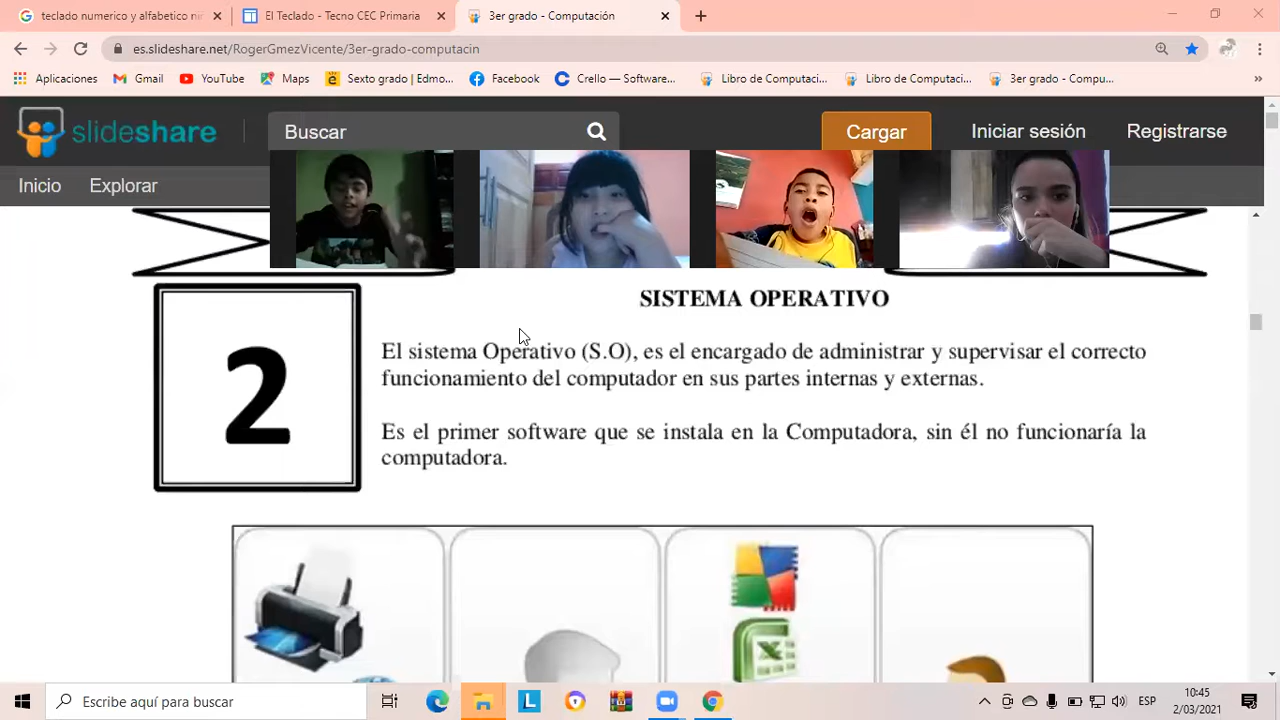 teclado numerico y alfabetico ni
El Teclado - Tecno CEC Primaria
3er grado - Computación
es.slideshare.net/RogerGmezVicente/3er-grado-computacin
Aplicaciones
Gmail
YouTube
Maps
Sexto grado | Edmo...
Facebook
Crello — Software...
Libro de Computaci...
Libro de Computaci...
3er grado - Compu...
»
slideshare
Buscar
Cargar
Iniciar sesión
Registrarse
Inicio
Explorar
SISTEMA OPERATIVO
2
El sistema Operativo (S.O), es el encargado de administrar y supervisar el correcto
funcionamiento del computador en sus partes internas y externas.
Es el primer software que se instala en la Computadora, sin él no funcionaría la
computadora.
Escribe aquí para buscar
ESP
10:45
2/03/2021